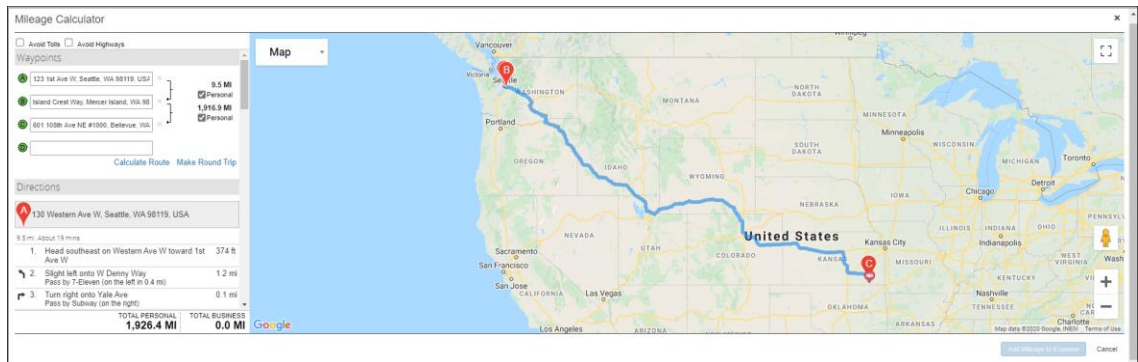 Mileage Calculator
×
Avoid Tolls Avoid Highways
Waypoints
A 123 1st Ave W, Seattle, WA 98119, USA
9.5 MI
Personal
B Island Crest Way, Mercer Island, WA 98
1,916.9 MI
Personal
C 601 108th Ave NE #1000, Bellevue, WA
D
Calculate Route Make Round Trip
Directions
A 130 Western Ave W, Seattle, WA 98119, USA
9.5 mi. About 19 mins
1. Head southeast on Western Ave W toward 1st 374 ft
Ave W
2. Slight left onto W Denny Way 1.2 mi
Pass by 7-Eleven (on the left in 0.4 mi)
3. Turn right onto Yale Ave 0.1 mi
Pass by Subway (on the right)
TOTAL PERSONAL TOTAL BUSINESS
1,926.4 MI 0.0 MI
Map
Winnipeg
Vancouver
Victoria
B
Seattle
WASHINGTON
NORTH
DAKOTA
MONTANA
MINNESOTA
Portland
Minneapolis
SOUTH
DAKOTA
WISCONSIN
MICHIGAN
Toronto
OREGON
IDAHO
WYOMING
Detroit
Chicago
IOWA
NEBRASKA
PENNSYL
United States
ILLINOIS
INDIANA
OHIO
NEVADA
Indianapolis
Kansas City
Sacramento
UTAH
COLORADO
KANSAS
MISSOURI
WEST
VIRGINIA
Wash
San Francisco
C
San Jose
KENTUCKY
VI
CALIFORNIA
Las Vegas
Nashville
OKLAHOMA
TENNESSEE
Charlotte
ARKANSAS
Los Angeles
ARIZONA
Google
Map data ©2020 Google, INEGI Terms of Use
Add Mileage to Expense
Cancel